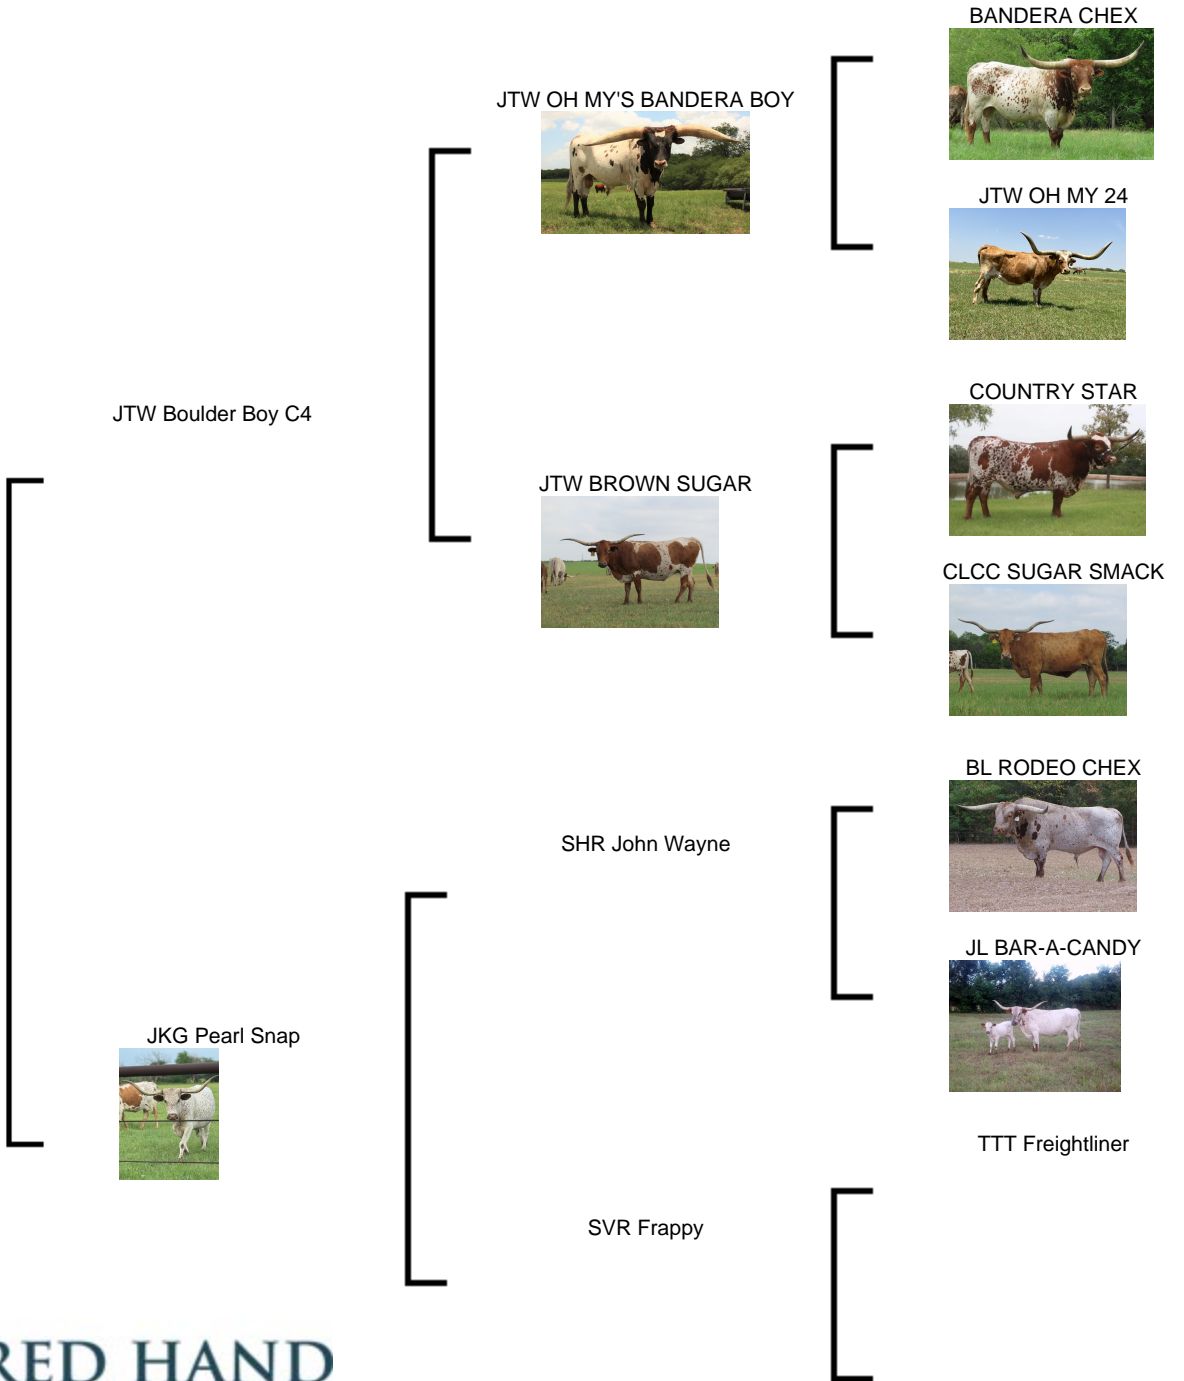 BANDERA CHEX
JTW OH MY'S BANDERA BOY
JTW OH MY 24
JTW Boulder Boy C4
COUNTRY STAR
JTW BROWN SUGAR
CLCC SUGAR SMACK
BL RODEO CHEX
SHR John Wayne
JL BAR-A-CANDY
JKG Pearl Snap
TTT Freightliner
SVR Frappy
RED HAND